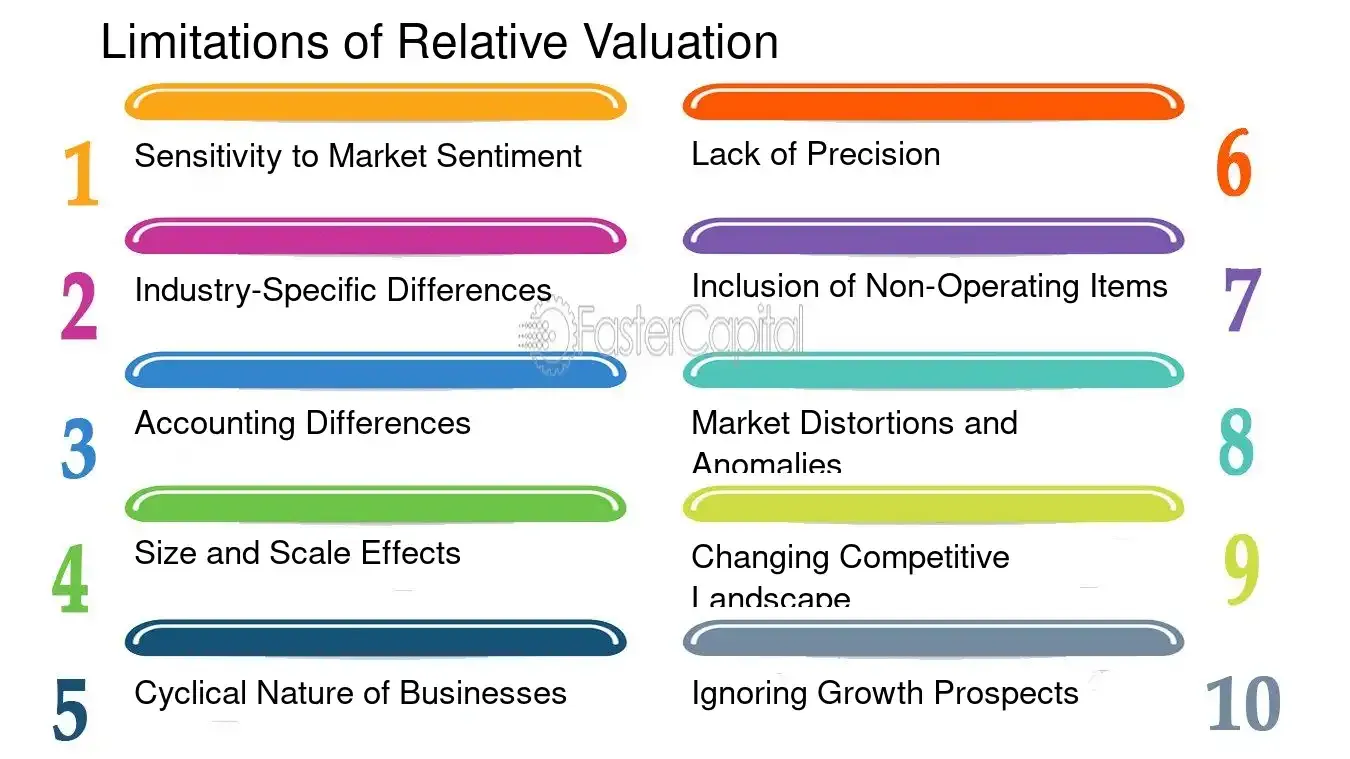 Limitations of Relative Valuation
1
Sensitivity to Market Sentiment
2
Industry-Specific Differences
3
Accounting Differences
4
Size and Scale Effects
5
Cyclical Nature of Businesses
6
Lack of Precision
7
Inclusion of Non-Operating Items
8
Market Distortions and
Anomalies
9
Changing Competitive
Landscape
10
Ignoring Growth Prospects
FasterCapital